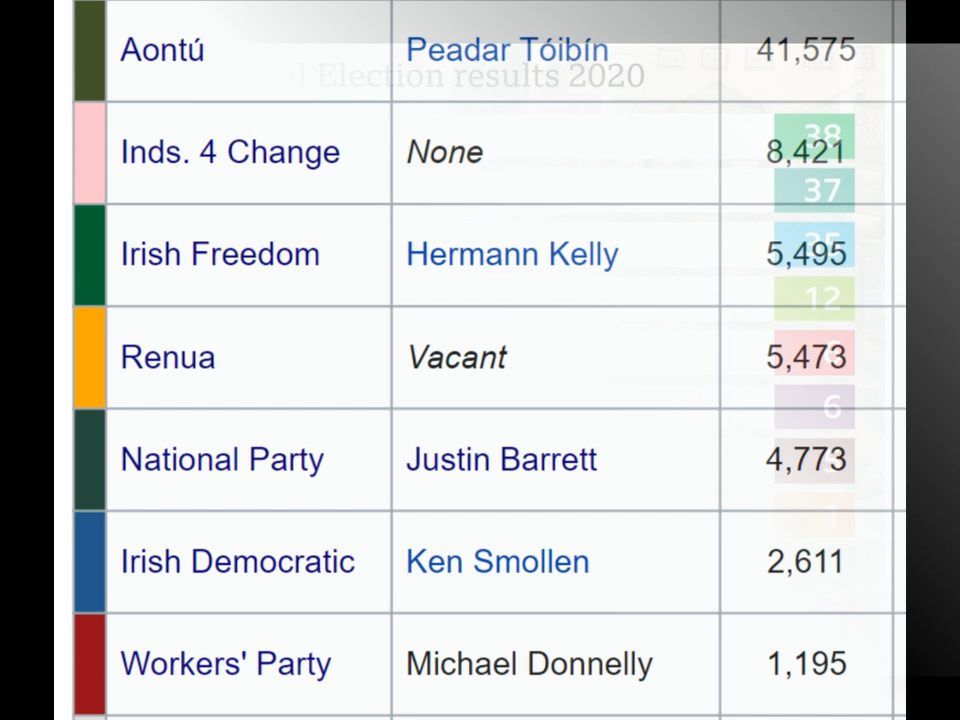 Aontú Peadar Tóibín 41,575
Election results 2020
Inds. 4 Change None 8,421
38
37
Irish Freedom Hermann Kelly 5,495
35
12
Renua Vacant 5,473
6
National Party Justin Barrett 4,773
1
Irish Democratic Ken Smollen 2,611
Workers' Party Michael Donnelly 1,195